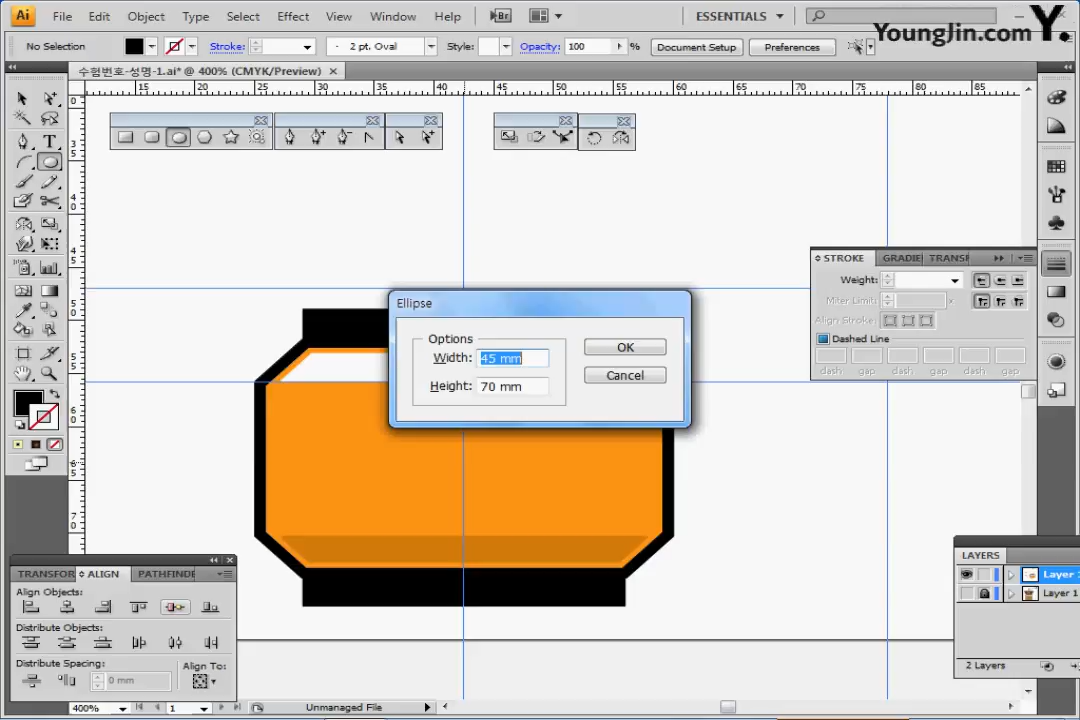 Ai File Edit Object Type Select Effect View Window Help Br ESSENTIALS
YoungJin.com Y.
No Selection Stroke: 2 pt. Oval Style: Opacity: 100 % Document Setup Preferences
수험번호-성명-1.ai* @ 400% (CMYK/Preview) ×
15 20 25 30 35 40 45 50 55 60 65 70 75 80 85
STROKE GRADIE TRANSF
Weight:
Miter Limit: x
Align Stroke:
Dashed Line
dash gap dash gap dash gap
Ellipse
Options
Width: 45 mm
Height: 70 mm
OK
Cancel
TRANSFOR ALIGN PATHFINDE
Align Objects:
Distribute Objects:
Distribute Spacing: Align To:
0 mm
LAYERS
Layer
Layer 1
2 Layers
400% 1 Unmanaged File